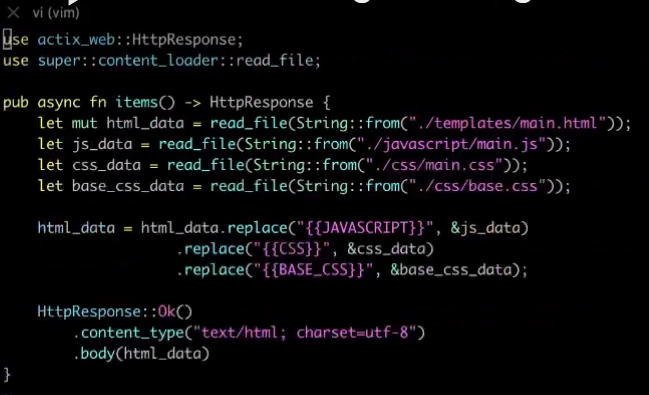 vi (vim)
use actix_web::HttpResponse;
use super::content_loader::read_file;
pub async fn items() -> HttpResponse {
    let mut html_data = read_file(String::from("./templates/main.html"));
    let js_data = read_file(String::from("./javascript/main.js"));
    let css_data = read_file(String::from("./css/main.css"));
    let base_css_data = read_file(String::from("./css/base.css"));
    html_data = html_data.replace("{{JAVASCRIPT}}", &js_data)
                    .replace("{{CSS}}", &css_data)
                    .replace("{{BASE_CSS}}", &base_css_data);
    HttpResponse::Ok()
        .content_type("text/html; charset=utf-8")
        .body(html_data)
}